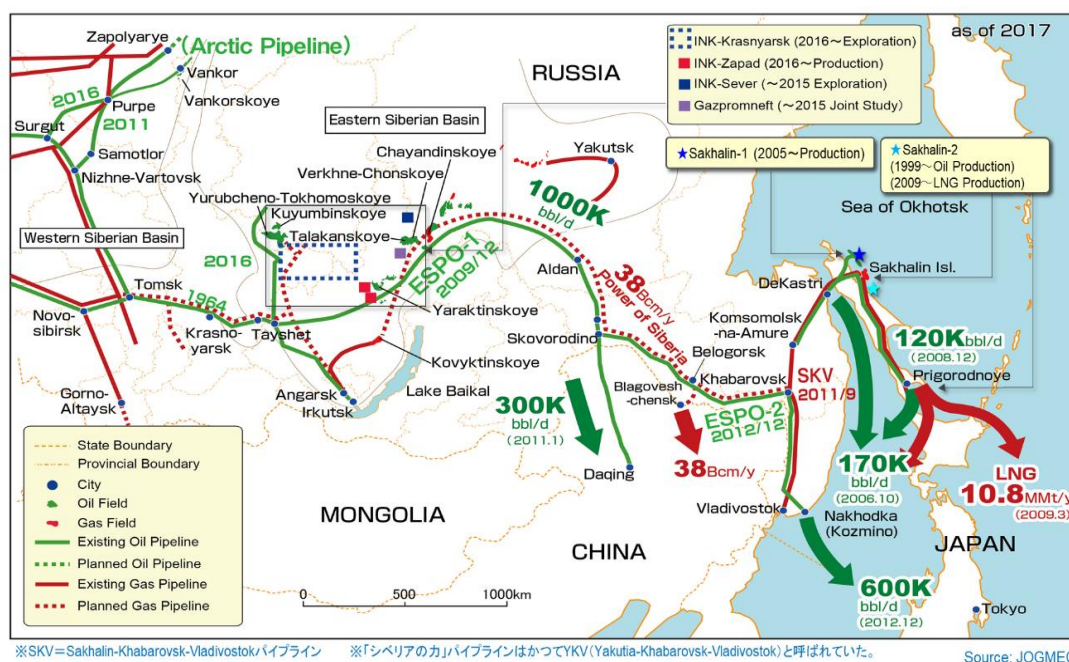 as of 2017
Zapolyarye
(Arctic Pipeline)
Vankor
Vankorskoye
2016
Purpe
2011
Surgut
Samotlor
Nizhne-Vartovsk
RUSSIA
INK-Krasnyarsk (2016～Exploration)
INK-Zapad (2016～Production)
INK-Sever (～2015 Exploration)
Gazpromneft (～2015 Joint Study)
Sakhalin-1 (2005～Production)
Sakhalin-2
(1999～Oil Production)
(2009～LNG Production)
Sea of Okhotsk
Eastern Siberian Basin
Chayandinskoye
Verkhne-Chonskoye
Yurubcheno-Tokhomoskoye
Kuyumbinskoye
Talakanskoye
Yakutsk
1000K
bbl/d
Western Siberian Basin
2016
ESPO-1
2009/12
Aldan
38
Bcm/y
Power of Siberia
Sakhalin Isl.
DeKastri
Tomsk
1964
Novo-
sibirsk
Krasno-
yarsk
Tayshet
Yaraktinskoye
Kovyktinskoye
Skovorodino
Komsomolsk
-na-Amure
Belogorsk
Khabarovsk
Blagovesh
-chensk
SKV
2011/9
120K bbl/d
(2008.12)
Prigorodnoye
Gorno-
Altaysk
Angarsk
Irkutsk
Lake Baikal
300K
bbl/d
(2011.1)
ESPO-2
2012/12
Daqing
38Bcm/y
170K
bbl/d
(2006.10)
LNG
10.8MMt/y
(2009.3)
State Boundary
Provincial Boundary
City
Oil Field
Gas Field
Existing Oil Pipeline
Planned Oil Pipeline
Existing Gas Pipeline
Planned Gas Pipeline
MONGOLIA
CHINA
Vladivostok
Nakhodka
(Kozmino)
JAPAN
600K
bbl/d
(2012.12)
Tokyo
0 500 1000km
※SKV＝Sakhalin-Khabarovsk-Vladivostokパイプライン ※「シベリアの力」パイプラインはかつてYKV（Yakutia-Khabarovsk-Vladivostok）と呼ばれていた。
Source: JOGMEC